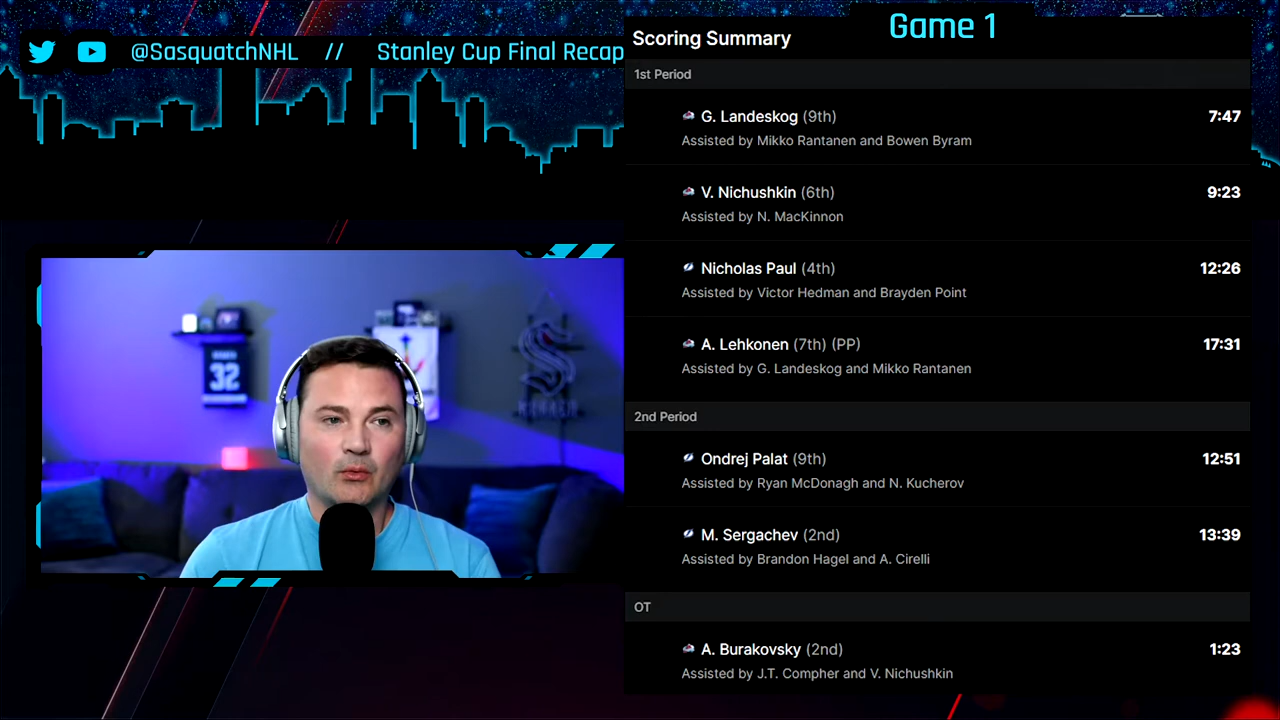 @SasquatchNHL // Stanley Cup Final Recap
Game 1
Scoring Summary
1st Period
G. Landeskog (9th) 7:47
Assisted by Mikko Rantanen and Bowen Byram
V. Nichushkin (6th) 9:23
Assisted by N. MacKinnon
Nicholas Paul (4th) 12:26
Assisted by Victor Hedman and Brayden Point
A. Lehkonen (7th) (PP) 17:31
Assisted by G. Landeskog and Mikko Rantanen
2nd Period
Ondrej Palat (9th) 12:51
Assisted by Ryan McDonagh and N. Kucherov
M. Sergachev (2nd) 13:39
Assisted by Brandon Hagel and A. Cirelli
OT
A. Burakovsky (2nd) 1:23
Assisted by J.T. Compher and V. Nichushkin
32